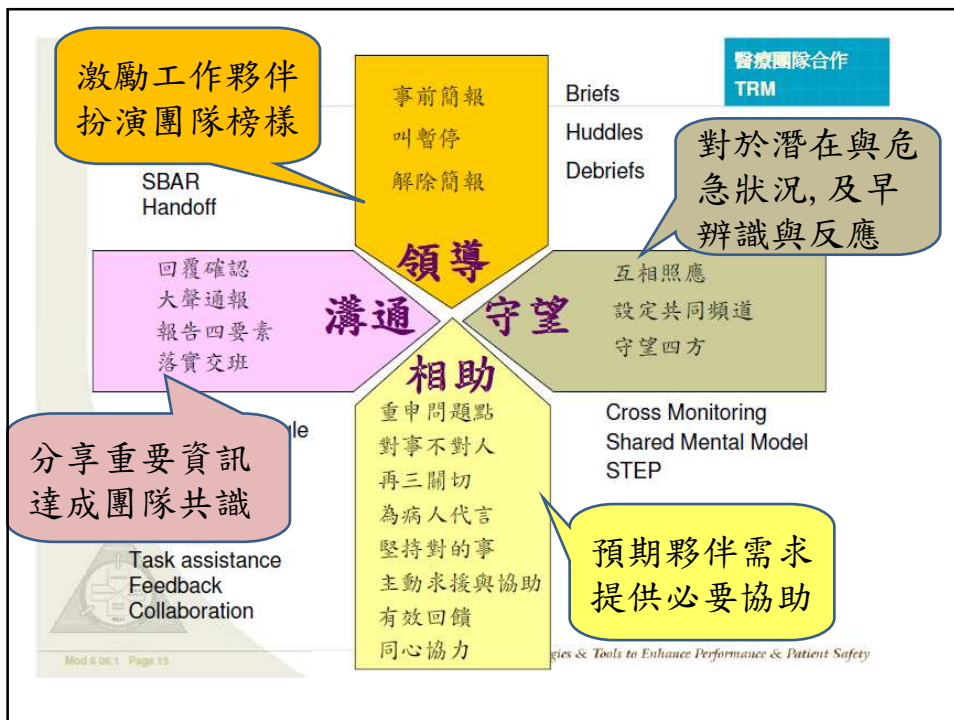 激勵工作夥伴
扮演團隊榜樣
事前簡報
叫暫停
解除簡報
Briefs
Huddles
Debriefs
醫療團隊合作
TRM
對於潛在與危
急狀況, 及早
辨識與反應
SBAR
Handoff
領導
回覆確認
大聲通報
報告四要素
落實交班
溝通
守望
互相照應
設定共同頻道
守望四方
相助
重申問題點
對事不對人
再三關切
為病人代言
堅持對的事
主動求援與協助
有效回饋
同心協力
Cross Monitoring
Shared Mental Model
STEP
分享重要資訊
達成團隊共識
預期夥伴需求
提供必要協助
Task assistance
Feedback
Collaboration
Mod 6 06.1 Page 15
& Tools to Enhance Performance & Patient Safety